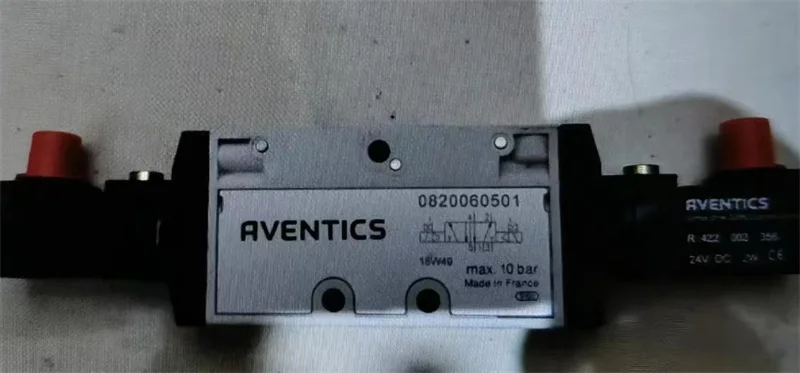 AVENTICS
0820060501
18W49
max. 10 bar
Made in France
AVENTICS
R 422 002 356
24V DC 2W CE